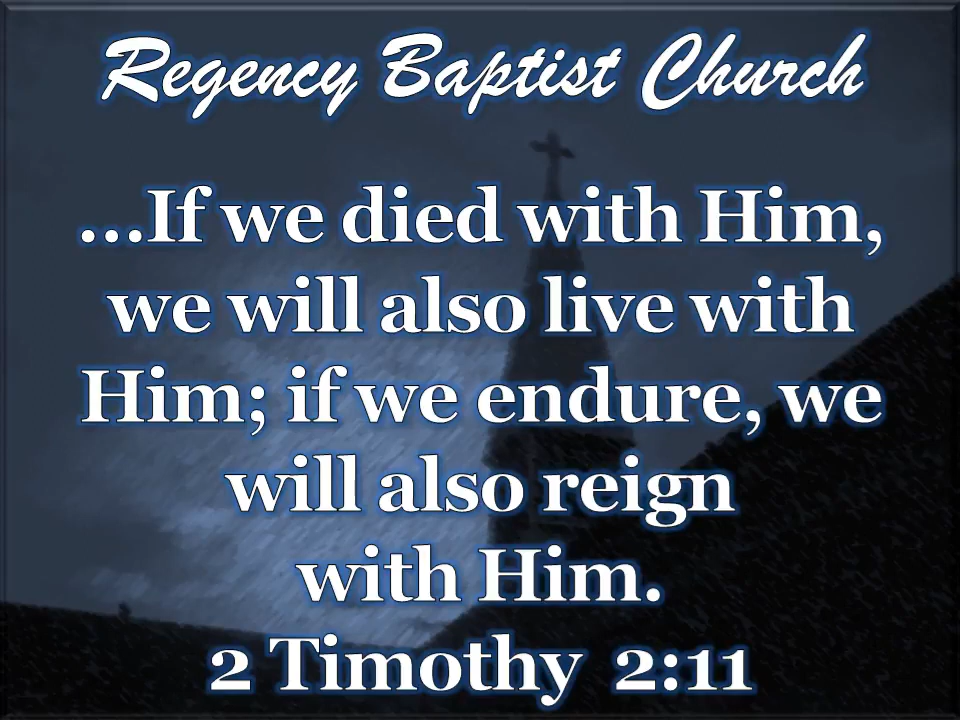 Regency Baptist Church
...If we died with Him,
we will also live with
Him; if we endure, we
will also reign
with Him.
2 Timothy 2:11